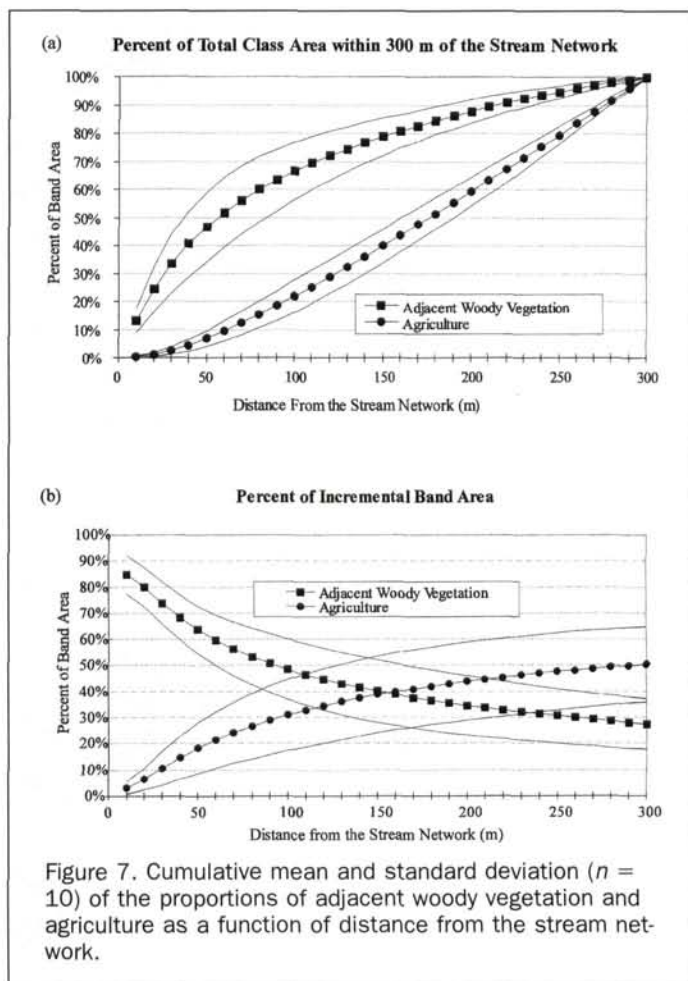 (a) Percent of Total Class Area within 300 m of the Stream Network
100%
90%
80%
70%
60%
50%
40%
30%
20%
10%
0%
Percent of Band Area
Adjacent Woody Vegetation
Agriculture
0 50 100 150 200 250 300
Distance From the Stream Network (m)
(b) Percent of Incremental Band Area
100%
90%
80%
70%
60%
50%
40%
30%
20%
10%
0%
Percent of Band Area
Adjacent Woody Vegetation
Agriculture
0 50 100 150 200 250 300
Distance from the Stream Network (m)
Figure 7. Cumulative mean and standard deviation (n =
10) of the proportions of adjacent woody vegetation and
agriculture as a function of distance from the stream net-
work.